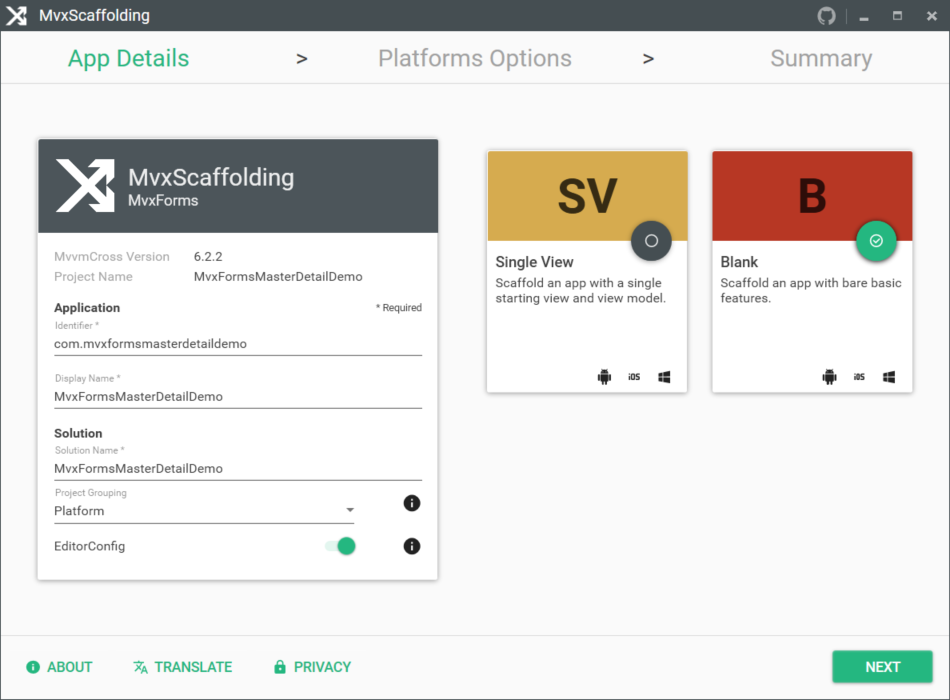 MvxScaffolding
App Details > Platforms Options > Summary
MvxScaffolding
MvxForms
MvvmCross Version 6.2.2
Project Name MvxFormsMasterDetailDemo
Application * Required
Identifier *
com.mvxformsmasterdetaildemo
Display Name *
MvxFormsMasterDetailDemo
Solution
Solution Name *
MvxFormsMasterDetailDemo
Project Grouping
Platform
EditorConfig
SV
Single View
Scaffold an app with a single
starting view and view model.
iOS
B
Blank
Scaffold an app with bare basic
features.
iOS
ABOUT TRANSLATE PRIVACY NEXT